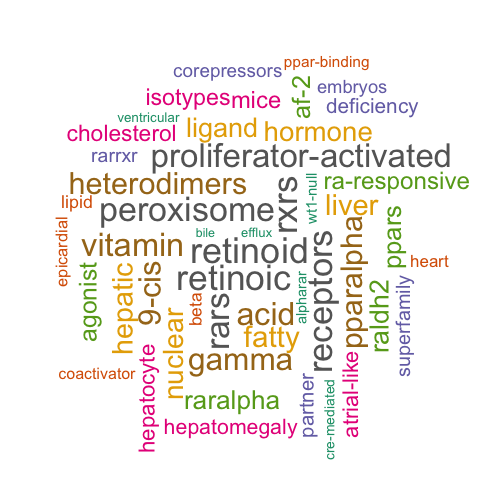 ppar-binding
corepressors
af-2
embryos
isotypes
mice
deficiency
ventricular
cholesterol
ligand
hormone
rarrxr
proliferator-activated
heterodimers
rxrs
wt1-null
ra-responsive
lipid
peroxisome
liver
epicardial
vitamin
bile
efflux
retinoid
receptors
pparalpha
ppars
heart
agonist
hepatic
9-cis
retinoic
alpharar
raldh2
superfamily
beta
rars
acid
nuclear
fatty
gamma
coactivator
hepatocyte
raralpha
partner
cre-mediated
atrial-like
hepatomegaly